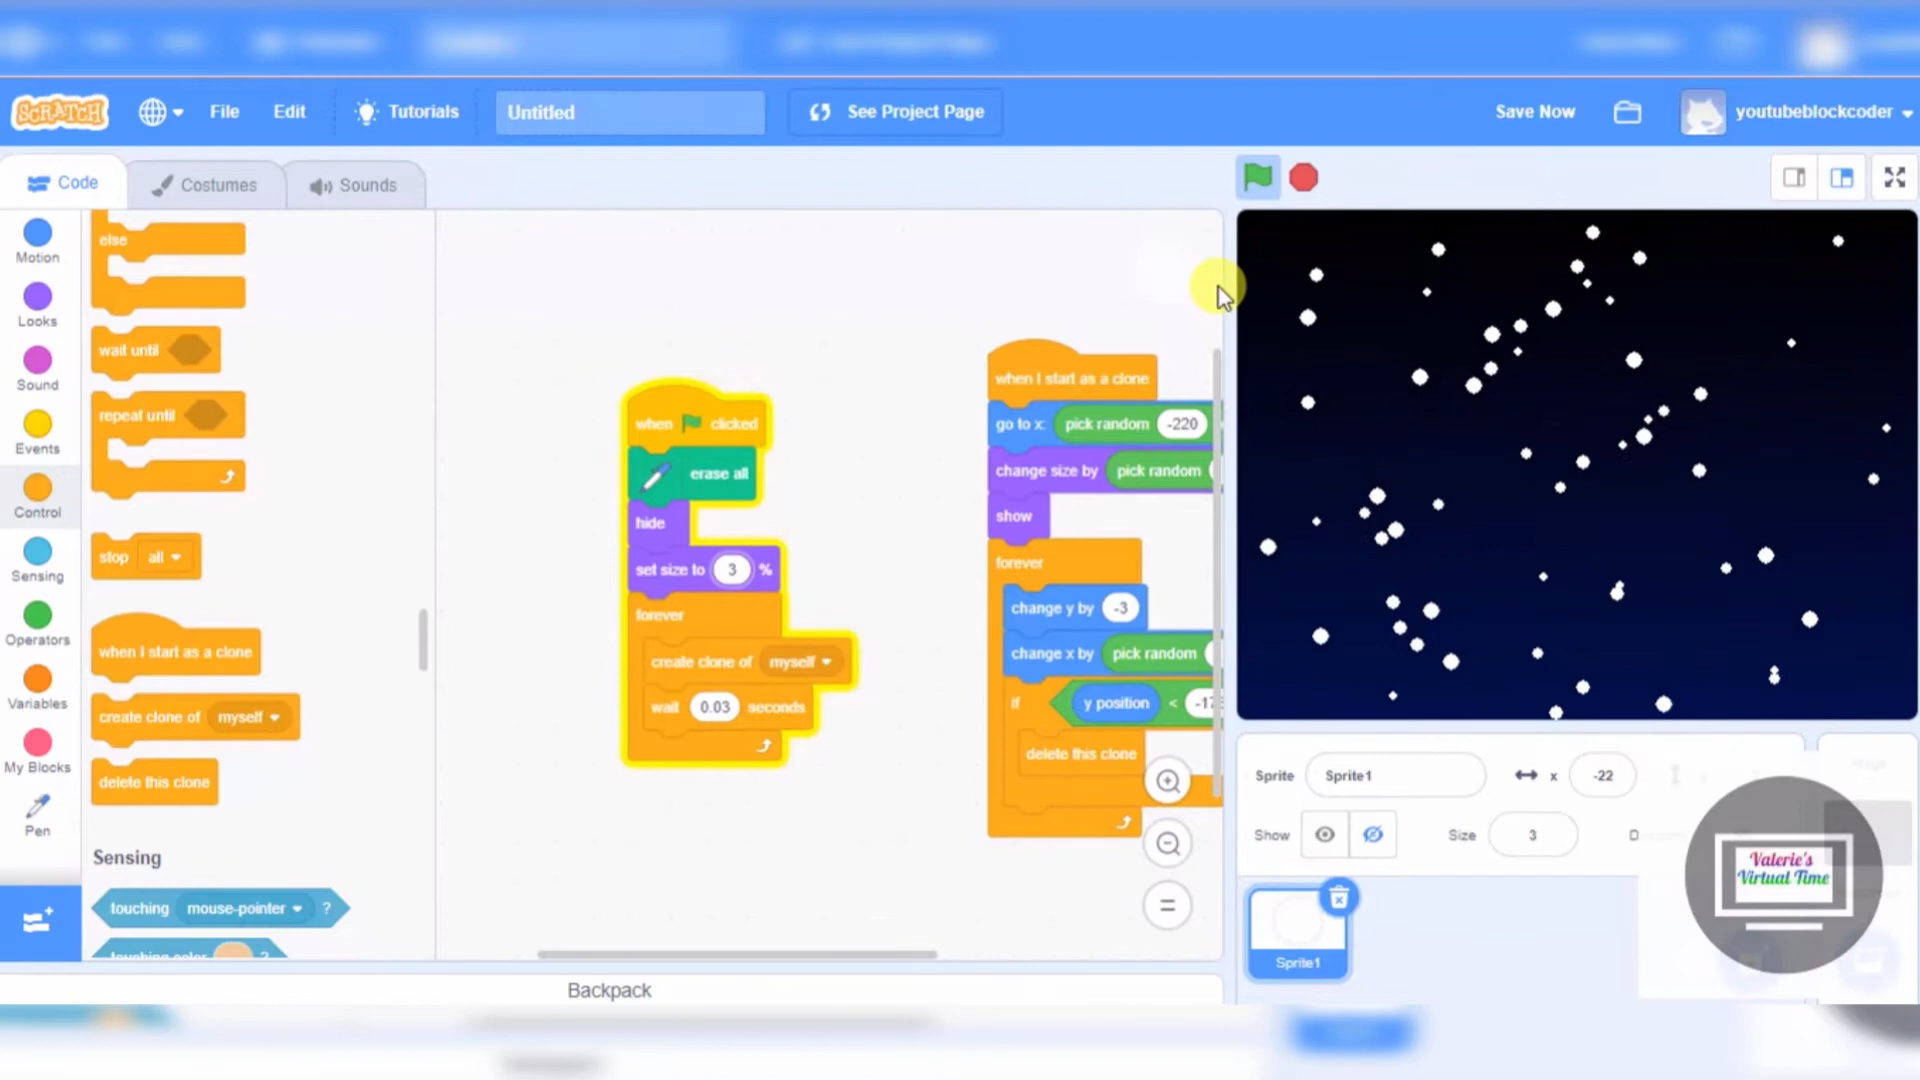 SCRATCH File Edit Tutorials Untitled See Project Page Save Now youtubeblockcoder
Code Costumes Sounds
Motion
Looks
Sound
Events
Control
Sensing
Operators
Variables
My Blocks
Pen
else
wait until
repeat until
stop all
when I start as a clone
create clone of myself
delete this clone
Sensing
touching mouse-pointer ?
touching color ?
when clicked
erase all
hide
set size to 3 %
forever
create clone of myself
wait 0.03 seconds
when I start as a clone
go to x: pick random -220
change size by pick random
show
forever
change y by -3
change x by pick random
if y position <
delete this clone
Backpack
Sprite Sprite1 x -22
Show Size 3
Sprite1
Valerie's
Virtual Time